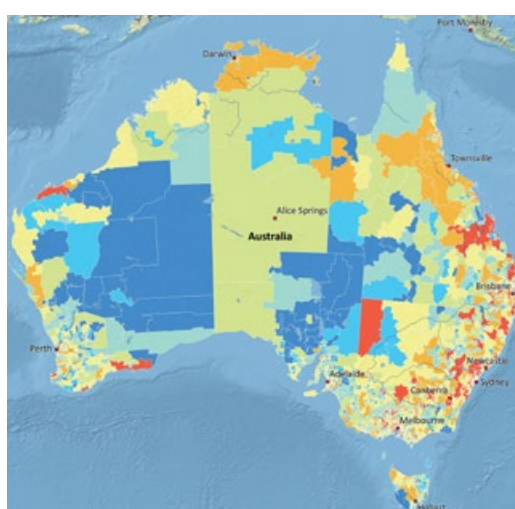 Port Moresby
Darwin
Townsville
Alice Springs
Australia
Brisbane
Perth
Newcastle
Adelaide
Sydney
Canberra
Melbourne
Hobart